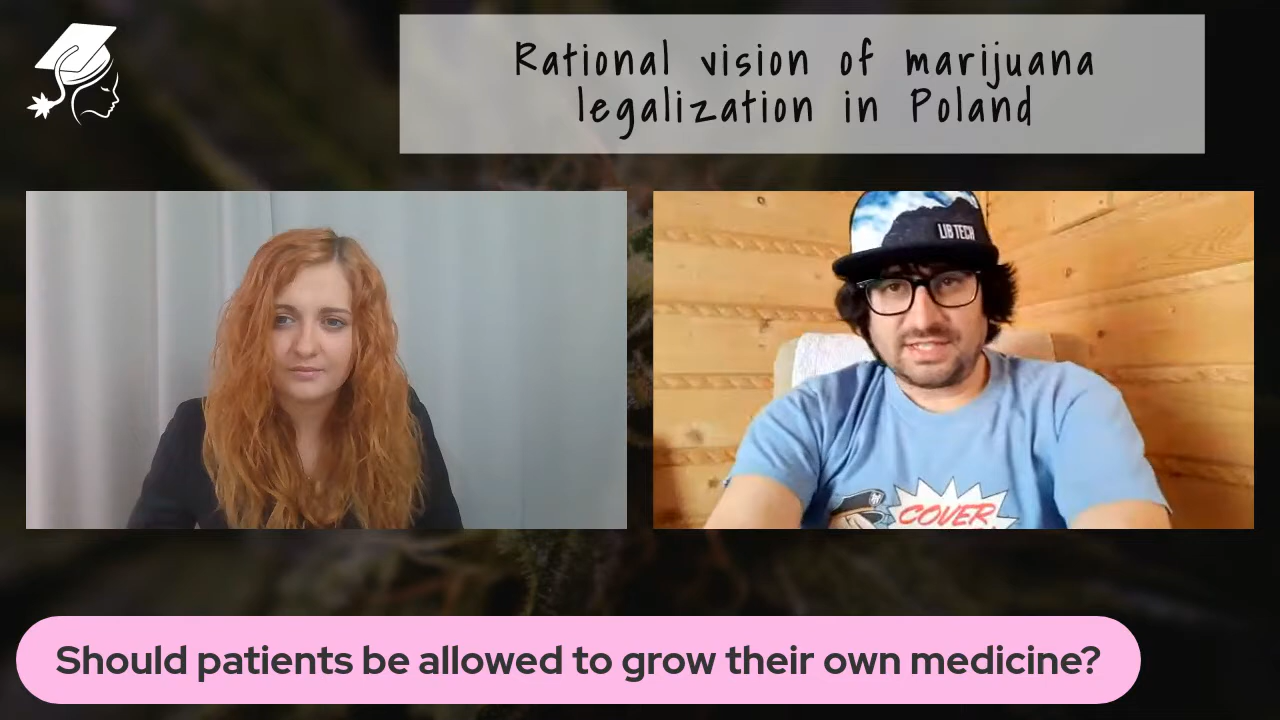 Rational vision of marijuana
legalization in Poland
LIB TECH
COVER
Should patients be allowed to grow their own medicine?